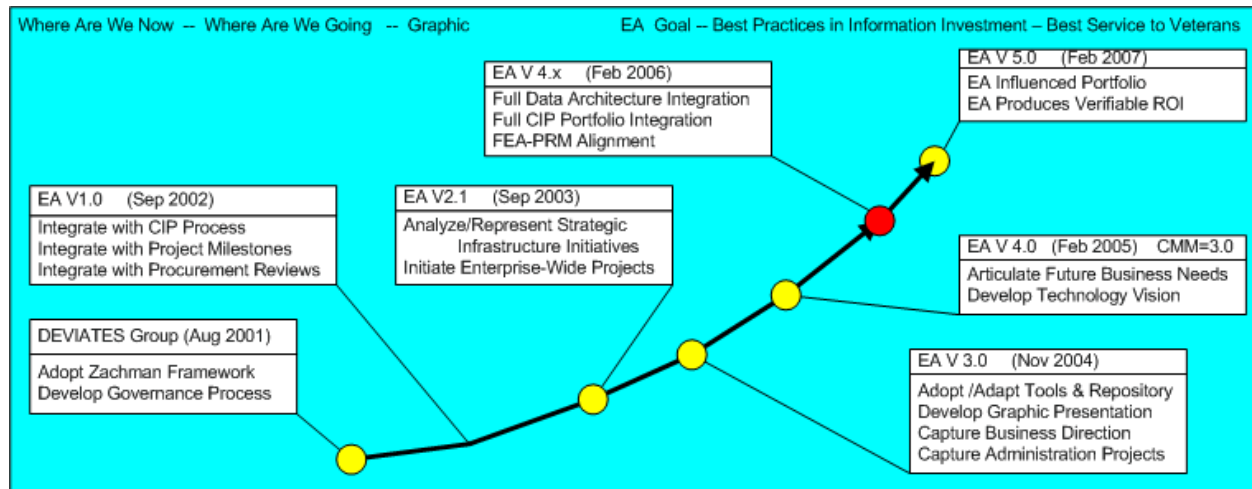 Where Are We Now -- Where Are We Going -- Graphic
EA Goal -- Best Practices in Information Investment – Best Service to Veterans
EA V 5.0 (Feb 2007)
EA Influenced Portfolio
EA Produces Verifiable ROI
EA V 4.x (Feb 2006)
Full Data Architecture Integration
Full CIP Portfolio Integration
FEA-PRM Alignment
EA V1.0 (Sep 2002)
Integrate with CIP Process
Integrate with Project Milestones
Integrate with Procurement Reviews
EA V2.1 (Sep 2003)
Analyze/Represent Strategic
Infrastructure Initiatives
Initiate Enterprise-Wide Projects
EA V 4.0 (Feb 2005) CMM=3.0
Articulate Future Business Needs
Develop Technology Vision
DEVIATES Group (Aug 2001)
Adopt Zachman Framework
Develop Governance Process
EA V 3.0 (Nov 2004)
Adopt /Adapt Tools & Repository
Develop Graphic Presentation
Capture Business Direction
Capture Administration Projects